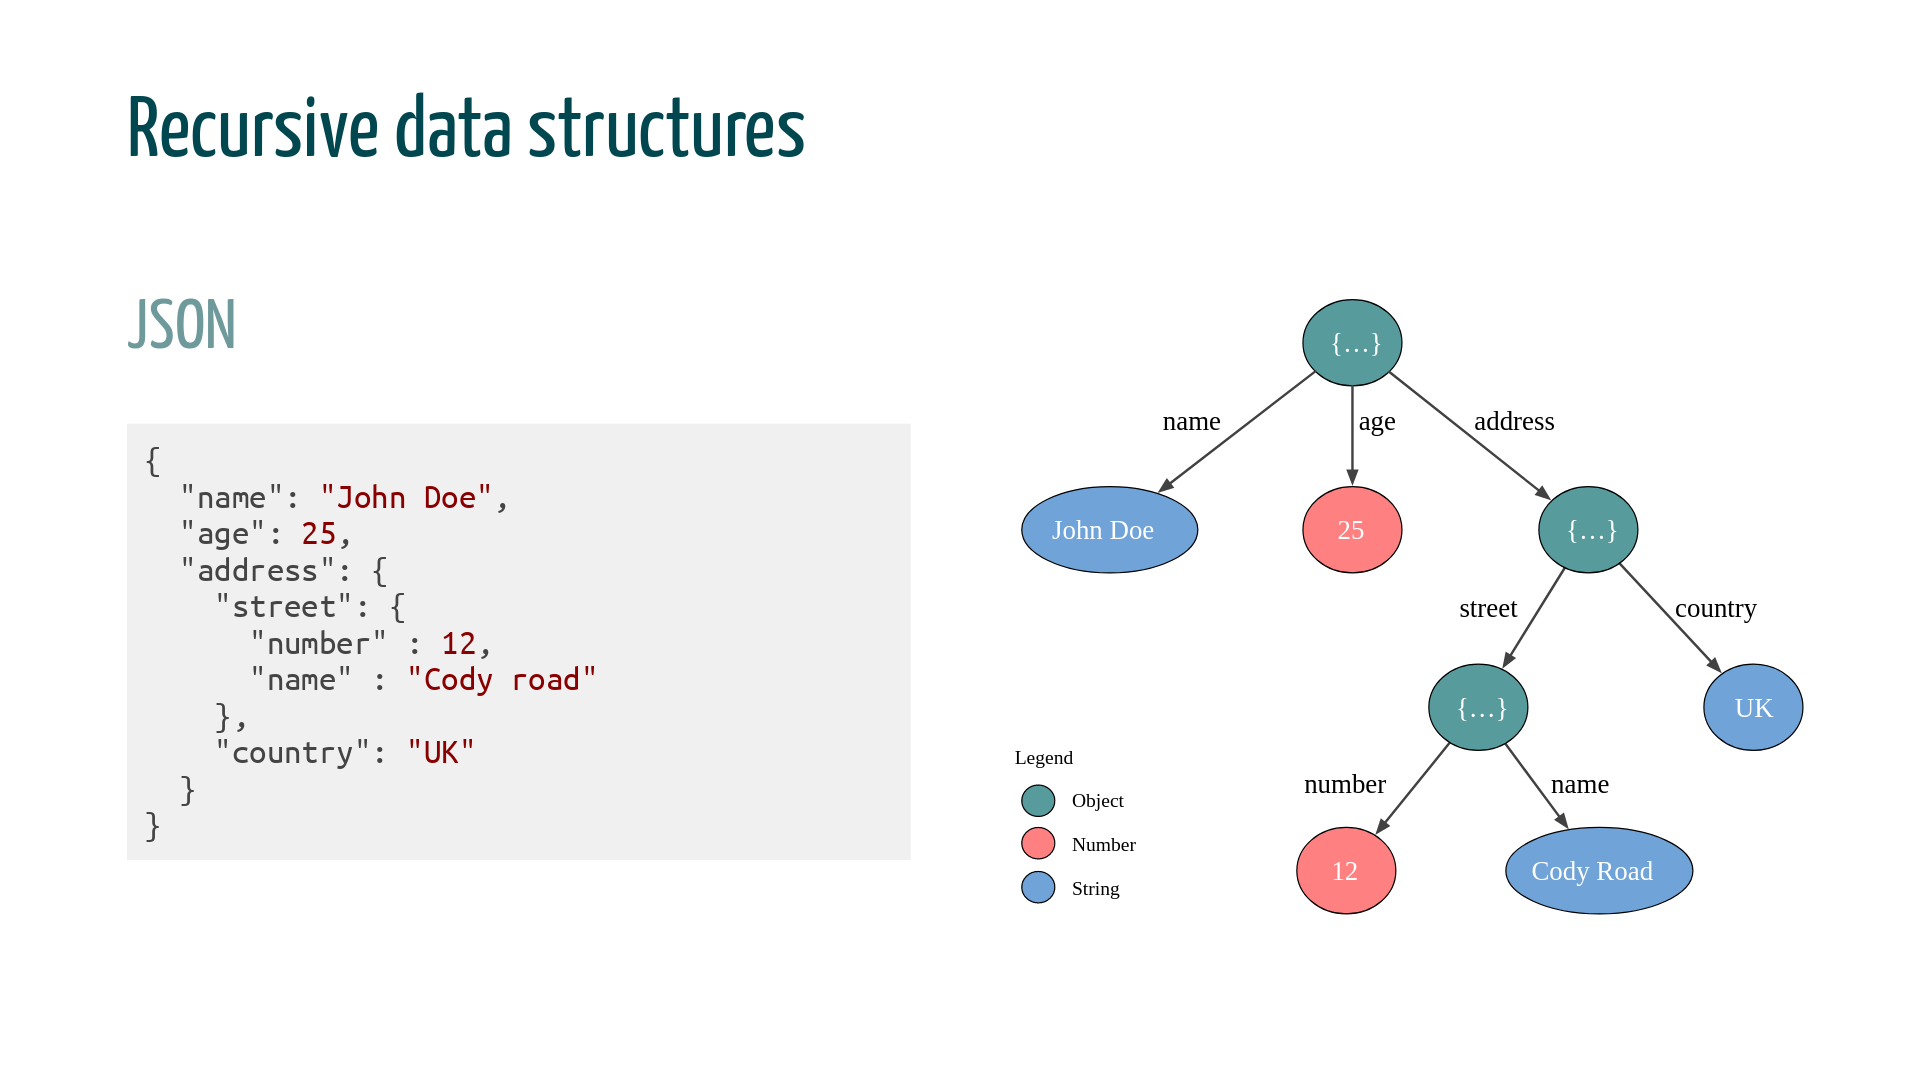 Recursive data structures
JSON
{
  "name": "John Doe",
  "age": 25,
  "address": {
    "street": {
      "number" : 12,
      "name" : "Cody road"
    },
    "country": "UK"
  }
}
{…}
name
age
address
John Doe
25
{…}
street
country
{…}
UK
number
name
12
Cody Road
Legend
Object
Number
String